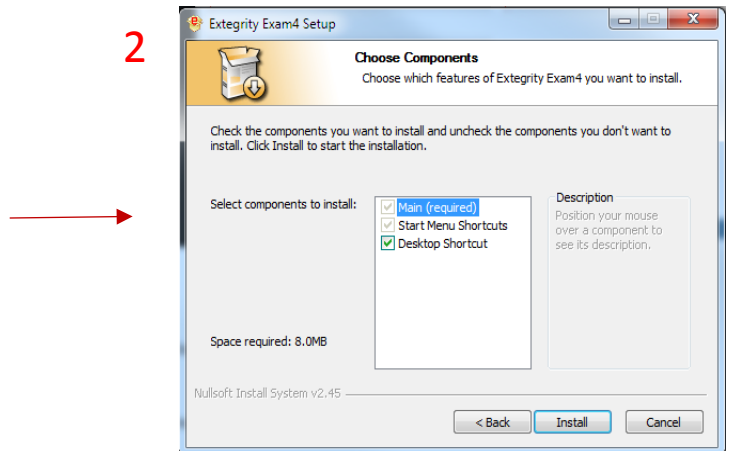 2
Extegrity Exam4 Setup
Choose Components
Choose which features of Extegrity Exam4 you want to install.
Check the components you want to install and uncheck the components you don't want to
install. Click Install to start the installation.
Select components to install:
Main (required)
Start Menu Shortcuts
Desktop Shortcut
Description
Position your mouse
over a component to
see its description.
Space required: 8.0MB
Nullsoft Install System v2.45
< Back
Install
Cancel